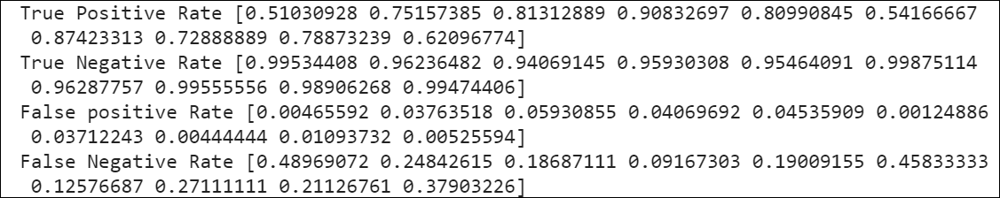 True Positive Rate [0.51030928 0.75157385 0.81312889 0.90832697 0.80990845 0.54166667
0.87423313 0.72888889 0.78873239 0.62096774]
True Negative Rate [0.99534408 0.96236482 0.94069145 0.95930308 0.95464091 0.99875114
0.96287757 0.99555556 0.98906268 0.99474406]
False positive Rate [0.00465592 0.03763518 0.05930855 0.04069692 0.04535909 0.00124886
0.03712243 0.00444444 0.01093732 0.00525594]
False Negative Rate [0.48969072 0.24842615 0.18687111 0.09167303 0.19009155 0.45833333
0.12576687 0.27111111 0.21126761 0.37903226]